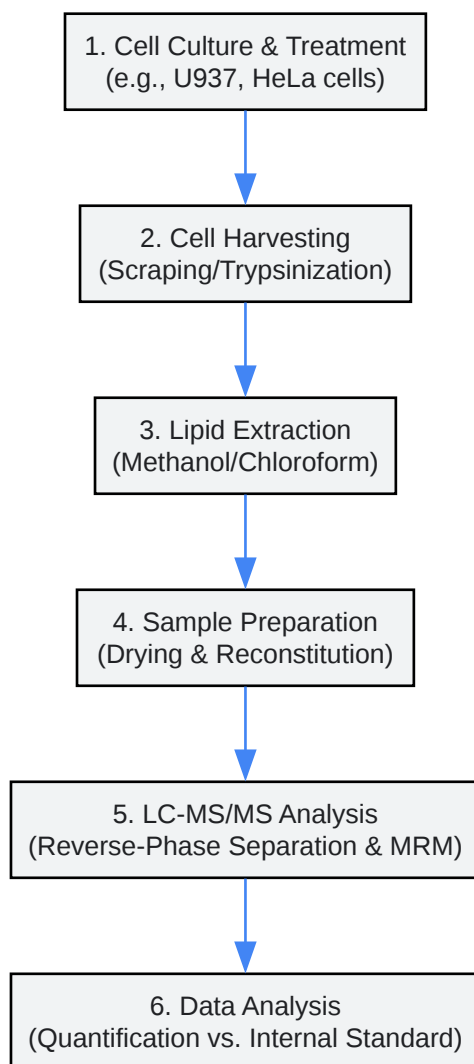 1. Cell Culture & Treatment
(e.g., U937, HeLa cells)
2. Cell Harvesting
(Scraping/Trypsinization)
3. Lipid Extraction
(Methanol/Chloroform)
4. Sample Preparation
(Drying & Reconstitution)
5. LC-MS/MS Analysis
(Reverse-Phase Separation & MRM)
6. Data Analysis
(Quantification vs. Internal Standard)